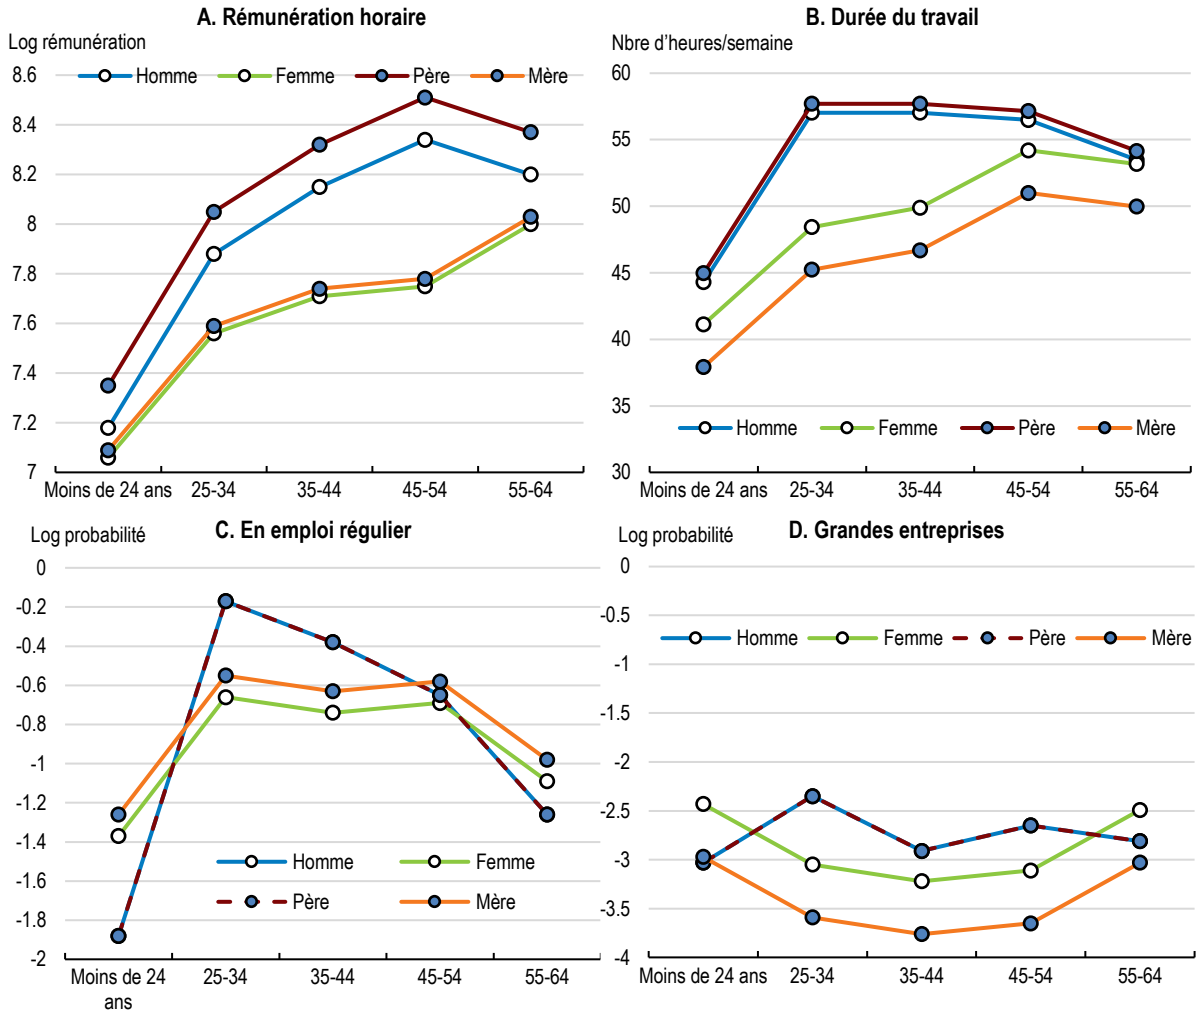 A. Rémunération horaire
Log rémunération
Homme Femme Père Mère
8.6
8.4
8.2
8
7.8
7.6
7.4
7.2
7
Moins de 24 ans 25-34 35-44 45-54 55-64
B. Durée du travail
Nbre d'heures/semaine
60
55
50
45
40
35
Homme Femme Père Mère
30
Moins de 24 ans 25-34 35-44 45-54 55-64
C. En emploi régulier
Log probabilité
0
-0.2
-0.4
-0.6
-0.8
-1
-1.2
-1.4
Homme Femme
-1.6
Père Mère
-1.8
-2
Moins de 24 25-34 35-44 45-54 55-64
ans
D. Grandes entreprises
Log probabilité
0
-0.5
Homme Femme Père Mère
-1
-1.5
-2
-2.5
-3
-3.5
-4
Moins de 24 ans 25-34 35-44 45-54 55-64